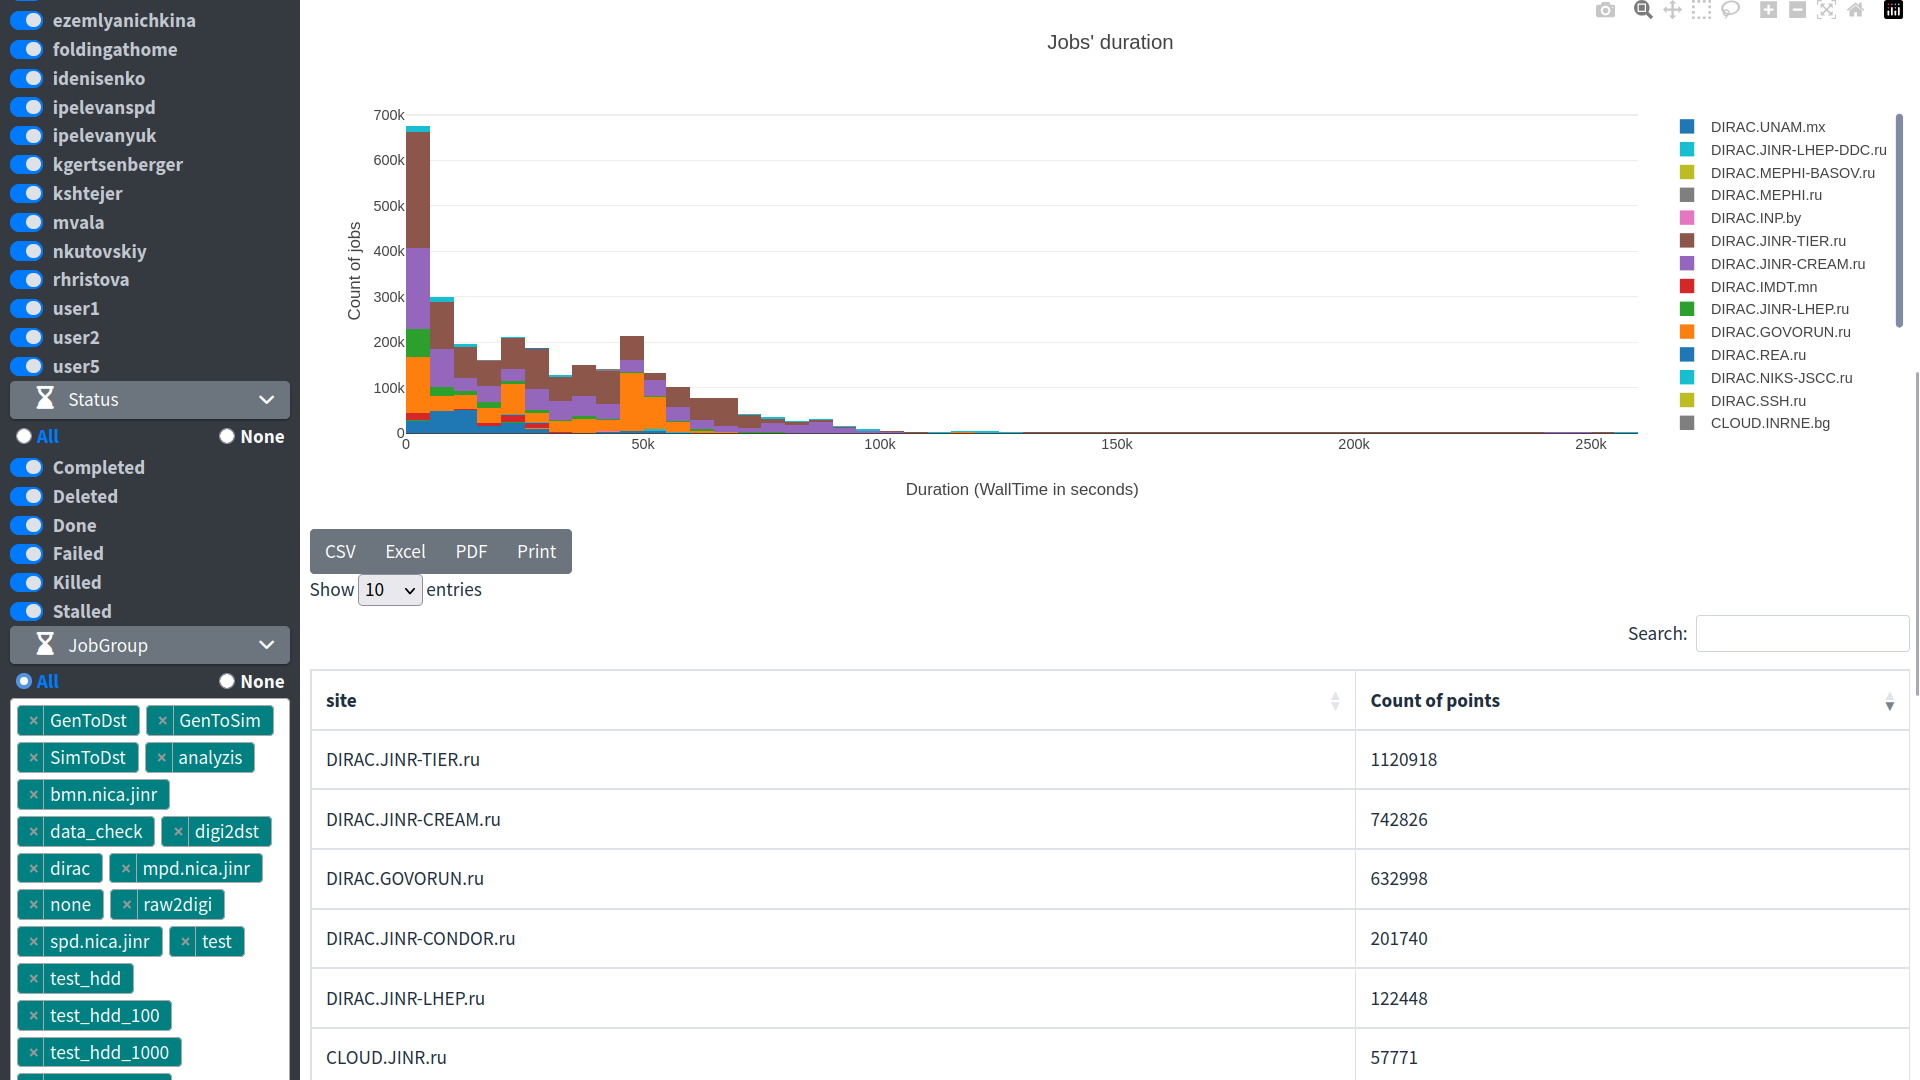 ezemlyanichkina
foldingathome
idenisenko
ipelevanspd
ipelevanyuk
kgertsenberger
kshtejer
mvala
nkutovskiy
rhristova
user1
user2
user5
Status
All None
Completed
Deleted
Done
Failed
Killed
Stalled
JobGroup
All None
× GenToDst × GenToSim
× SimToDst × analyzis
× bmn.nica.jinr
× data_check × digi2dst
× dirac × mpd.nica.jinr
× none × raw2digi
× spd.nica.jinr × test
× test_hdd
× test_hdd_100
× test_hdd_1000
Jobs' duration
700k
600k
500k
400k
300k
200k
100k
0
Count of jobs
0 50k 100k 150k 200k 250k
Duration (WallTime in seconds)
DIRAC.UNAM.mx
DIRAC.JINR-LHEP-DDC.ru
DIRAC.MEPHI-BASOV.ru
DIRAC.MEPHI.ru
DIRAC.INP.by
DIRAC.JINR-TIER.ru
DIRAC.JINR-CREAM.ru
DIRAC.IMDT.mn
DIRAC.JINR-LHEP.ru
DIRAC.GOVORUN.ru
DIRAC.REA.ru
DIRAC.NIKS-JSCC.ru
DIRAC.SSH.ru
CLOUD.INRNE.bg
CSV Excel PDF Print
Show 10 entries
Search:
site Count of points
DIRAC.JINR-TIER.ru 1120918
DIRAC.JINR-CREAM.ru 742826
DIRAC.GOVORUN.ru 632998
DIRAC.JINR-CONDOR.ru 201740
DIRAC.JINR-LHEP.ru 122448
CLOUD.JINR.ru 57771